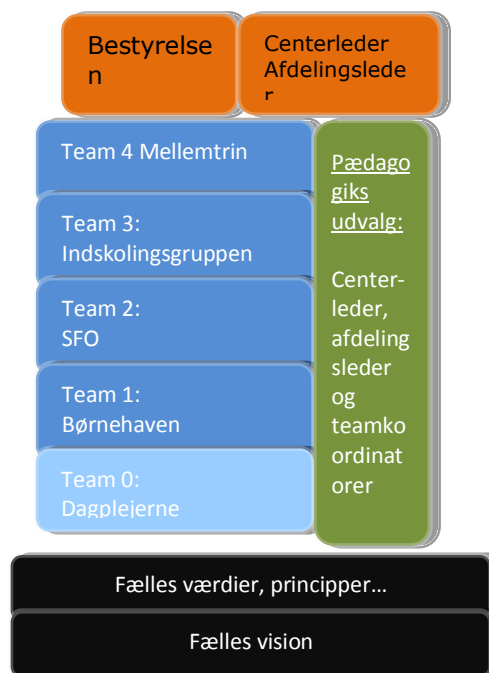 Bestyrelse
n
Centerleder
Afdelingslede
r
Team 4 Mellemtrin
Team 3:
Indskolingsgruppen
Team 2:
SFO
Team 1:
Børnehaven
Team 0:
Dagplejerne
Pædago
giks
udvalg:
Center-
leder,
afdeling
sleder
og
teamko
ordinat
orer
Fælles værdier, principper…
Fælles vision